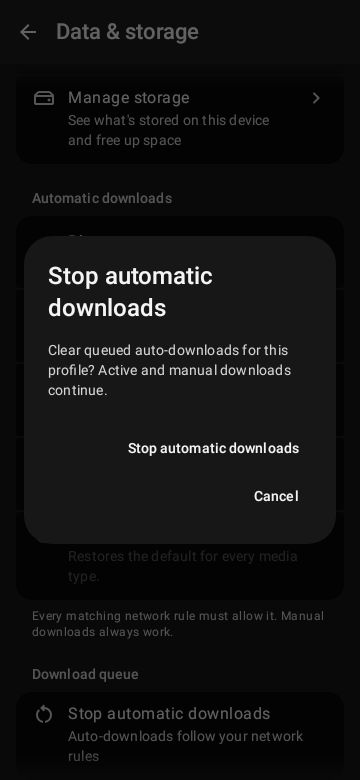 Data & storage
Manage storage
See what's stored on this device
and free up space
Automatic downloads
Stop automatic
downloads
Clear queued auto-downloads for this
profile? Active and manual downloads
continue.
Stop automatic downloads
Cancel
Restores the default for every media
type.
Every matching network rule must allow it. Manual
downloads always work.
Download queue
Stop automatic downloads
Auto-downloads follow your network
rules